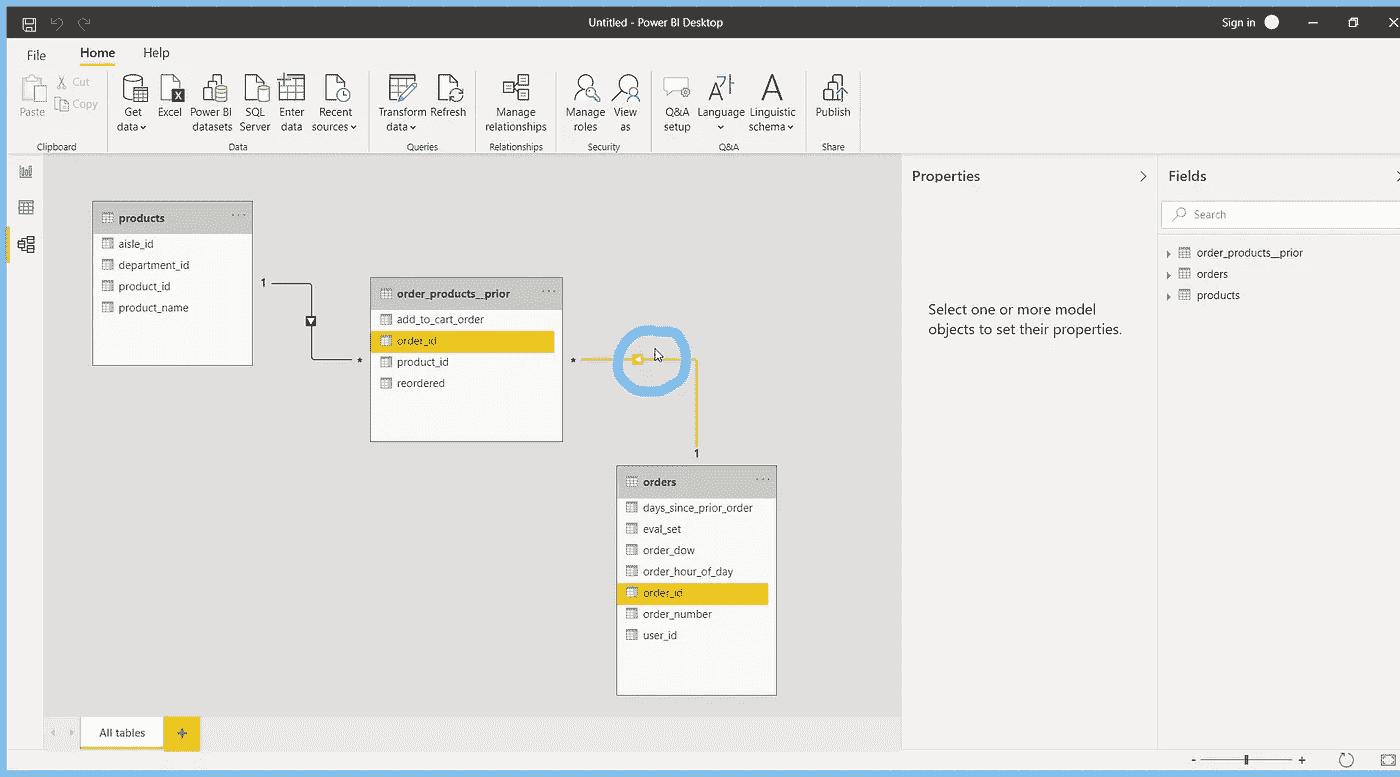 Untitled - Power BI Desktop
Sign in
File
Home
Help
Paste
Cut
Copy
Get data
Excel
Power BI datasets
SQL Server
Enter data
Recent sources
Transform data
Refresh
Manage relationships
Manage roles
View as
Q&A setup
Language
Linguistic schema
Publish
Clipboard
Data
Queries
Relationships
Security
Q&A
Share
products
aisle_id
department_id
product_id
product_name
1
*
order_products__prior
add_to_cart_order
order_id
product_id
reordered
*
1
orders
days_since_prior_order
eval_set
order_dow
order_hour_of_day
order_id
order_number
user_id
Properties
Select one or more model
objects to set their properties.
Fields
Search
order_products__prior
orders
products
All tables
+
-
+